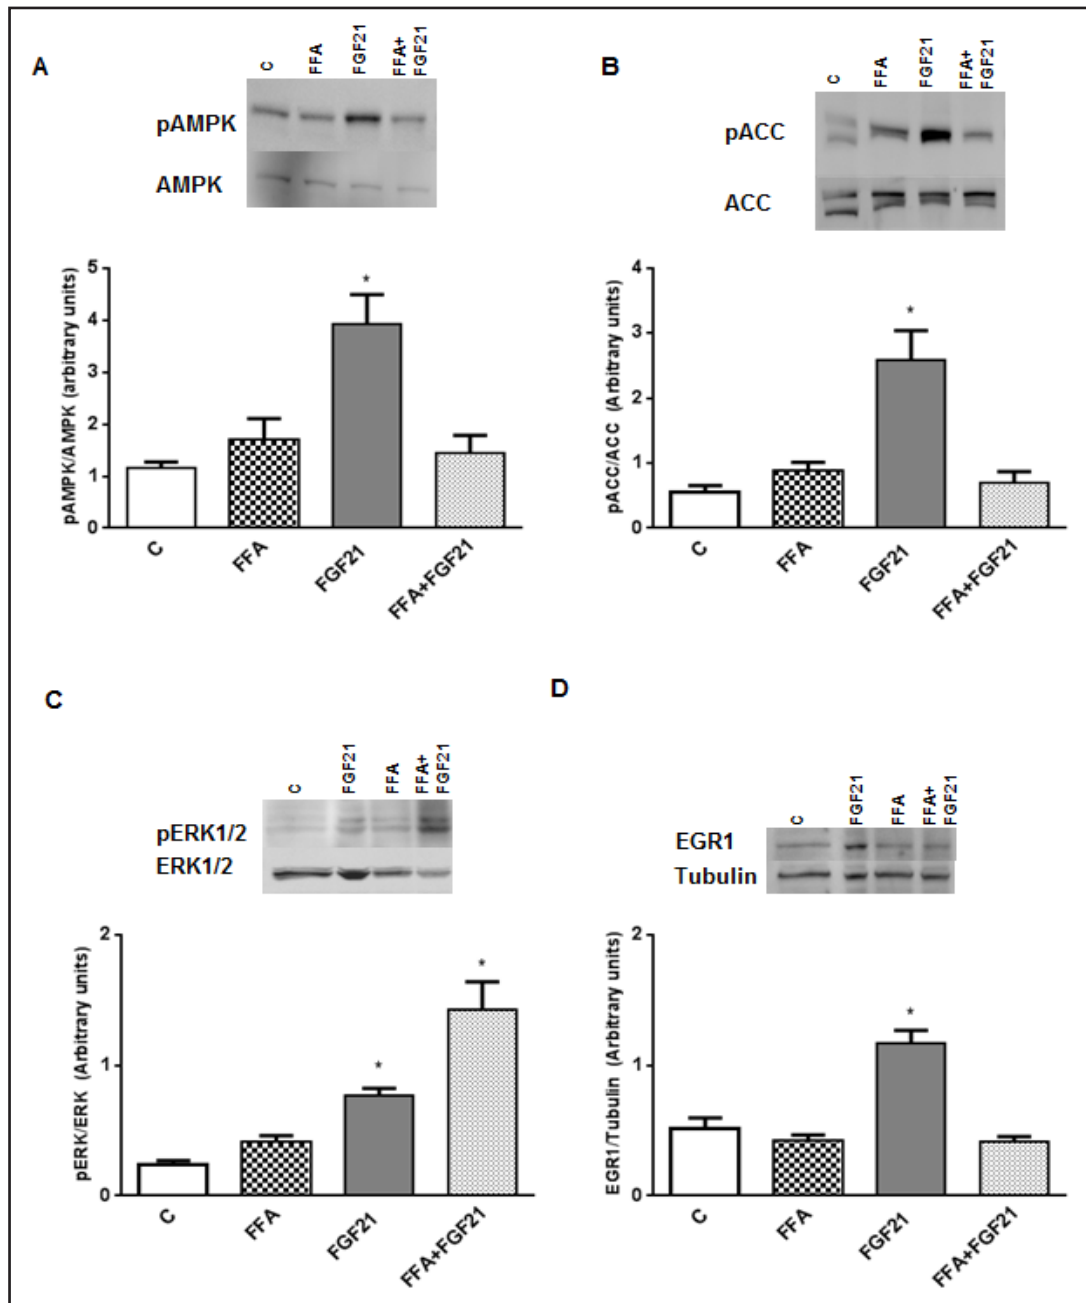 A
C FFA FGF21 FFA+ FGF21
pAMPK
AMPK
pAMPK/AMPK (arbitrary units)
5
4
3
2
1
0
C FFA FGF21 FFA+FGF21
*
B
C FFA FGF21 FFA+ FGF21
pACC
ACC
pACC/ACC (Arbitrary units)
4
3
2
1
0
C FFA FGF21 FFA+FGF21
*
C
C FGF21 FFA FFA+ FGF21
pERK1/2
ERK1/2
pERK/ERK (Arbitrary units)
2
1
0
C FFA FGF21 FFA+FGF21
*
*
D
C FGF21 FFA FFA+ FGF21
EGR1
Tubulin
EGR1/Tubulin (Arbitrary units)
2
1
0
C FFA FGF21 FFA+FGF21
*